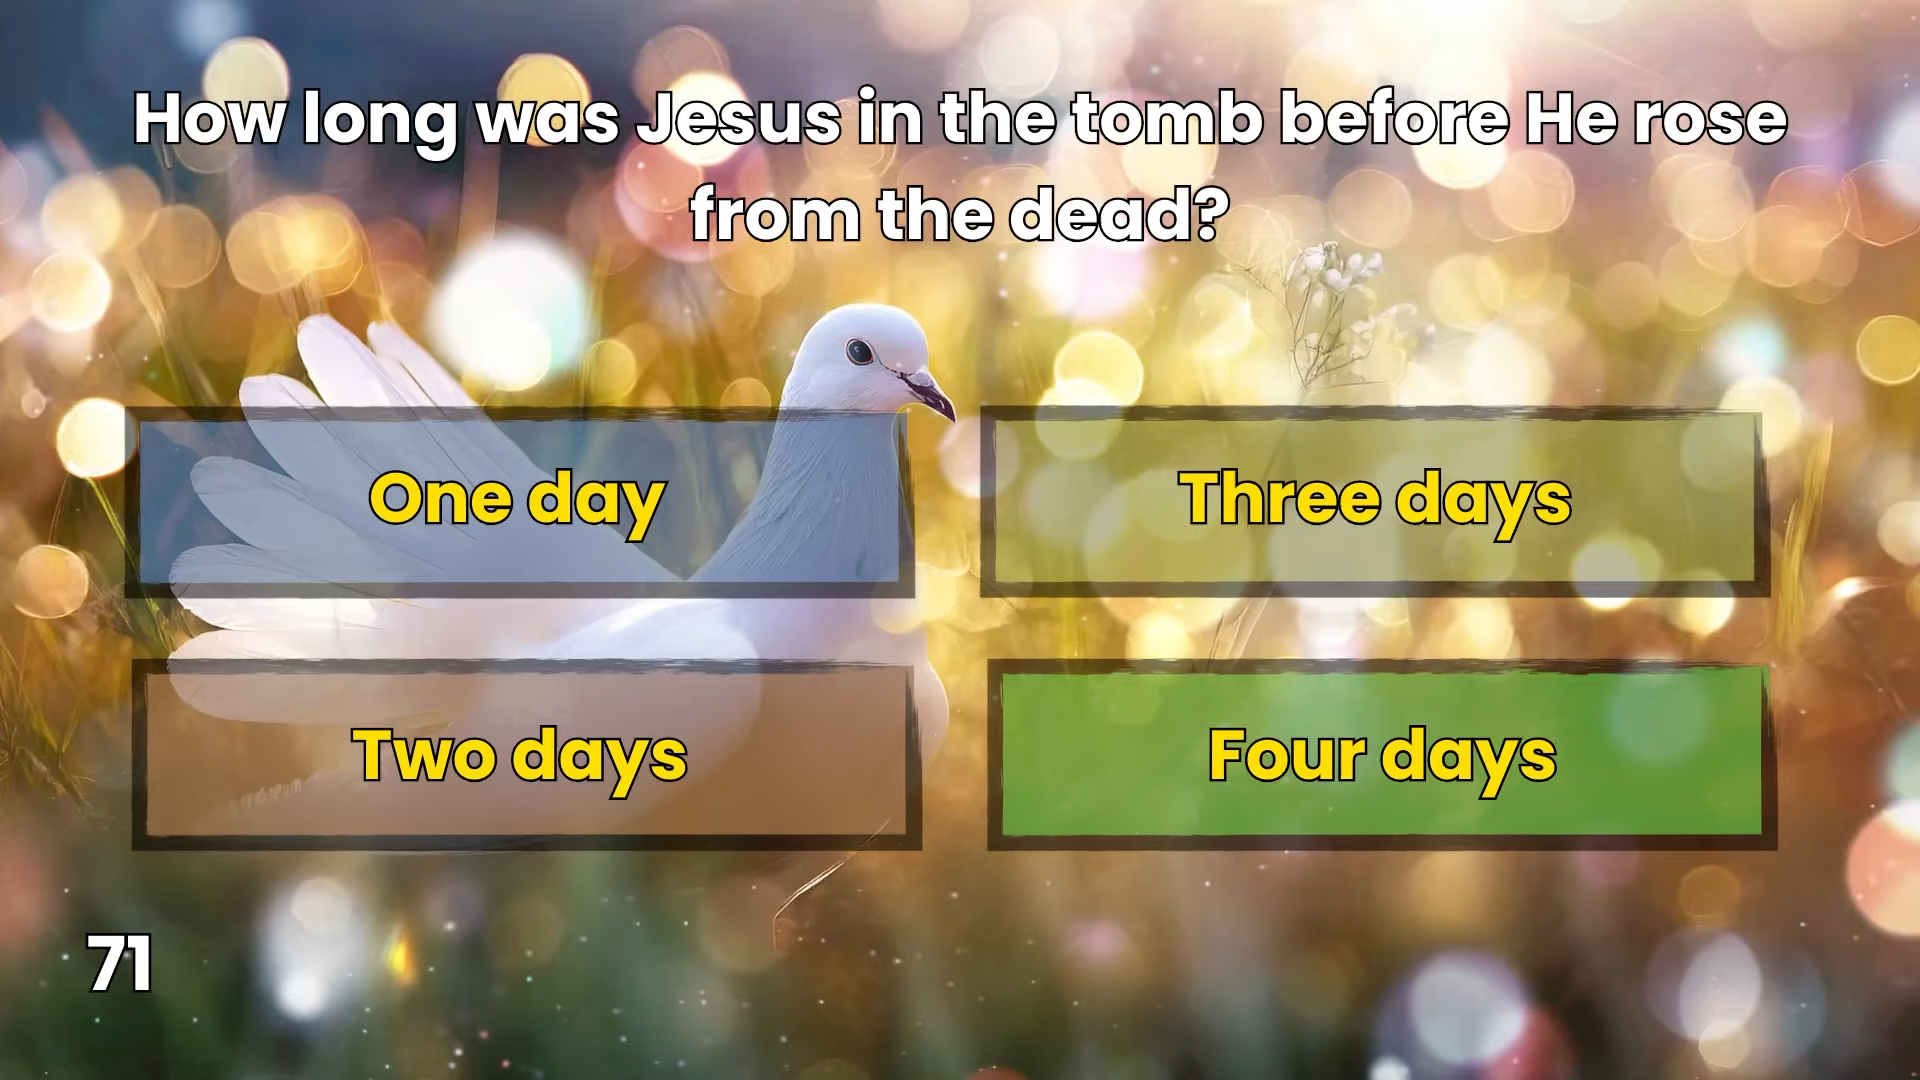 How long was Jesus in the tomb before He rose
from the dead?
One day
Three days
Two days
Four days
71